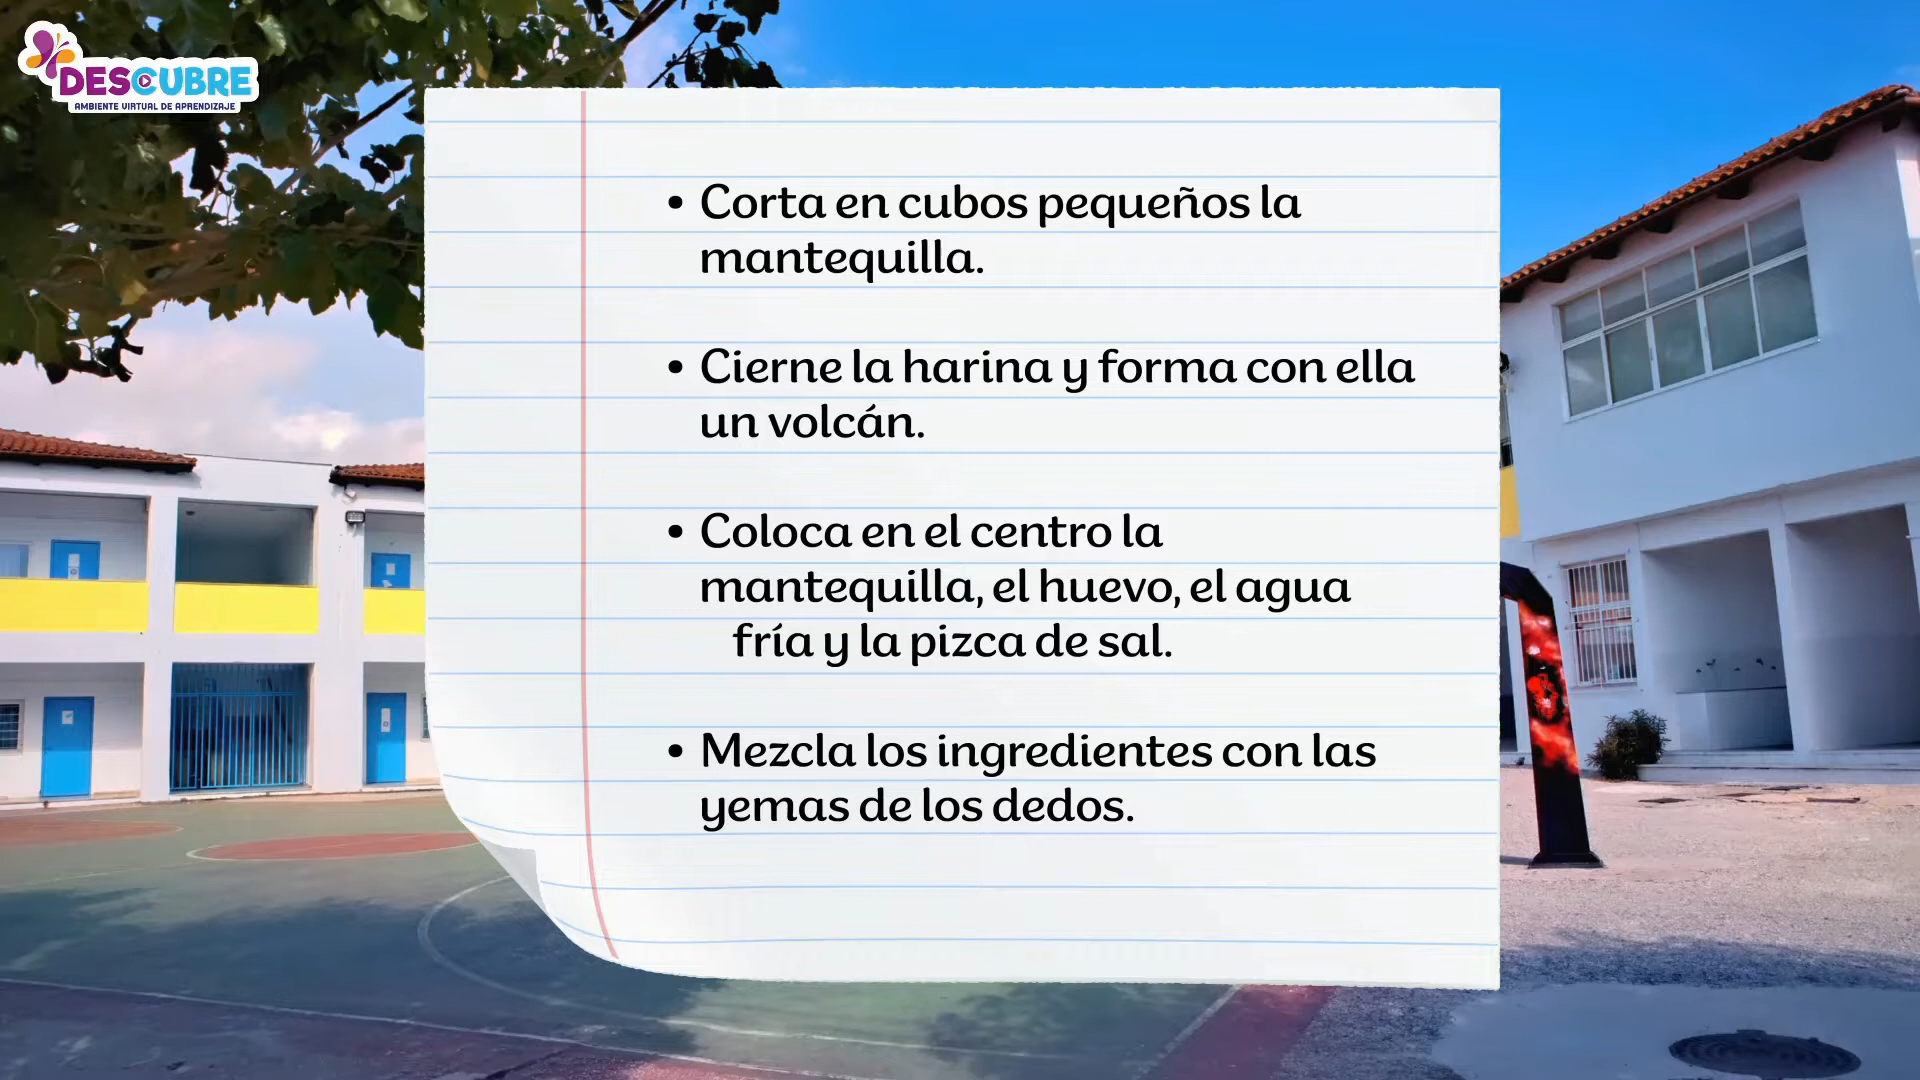 DESCUBRE
AMBIENTE VIRTUAL DE APRENDIZAJE
• Corta en cubos pequeños la
mantequilla.
• Cierne la harina y forma con ella
un volcán.
• Coloca en el centro la
mantequilla, el huevo, el agua
fría y la pizca de sal.
• Mezcla los ingredientes con las
yemas de los dedos.